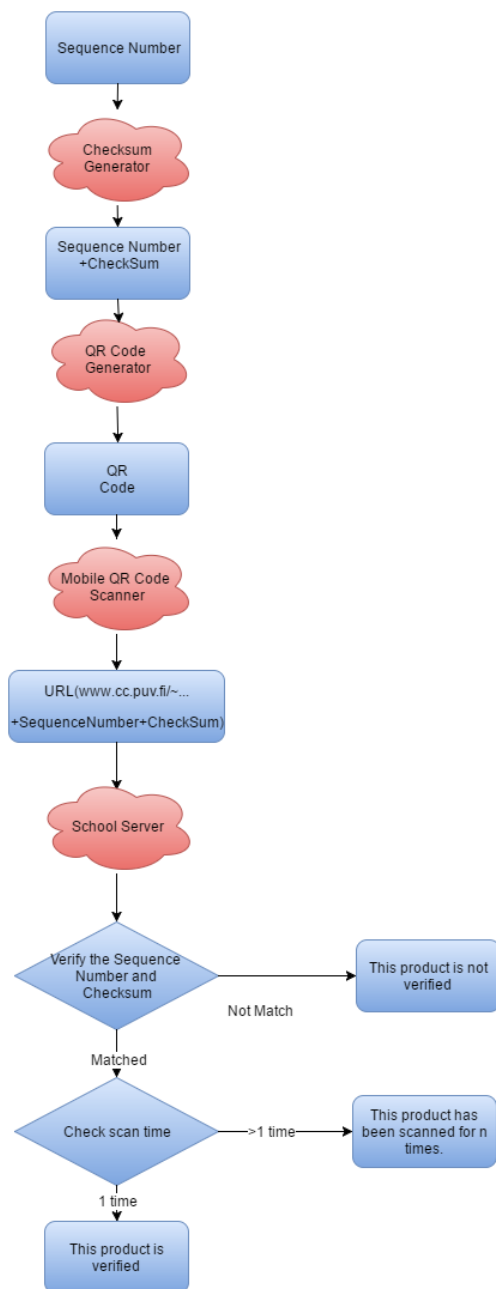 Sequence Number
Checksum
Generator
Sequence Number
+CheckSum
QR Code
Generator
QR
Code
Mobile QR Code
Scanner
URL(www.cc.puv.fi/~...
+SequenceNumber+CheckSum)
School Server
Verify the Sequence
Number and
Checksum
This product is not
verified
Not Match
Matched
Check scan time
>1 time
This product has
been scanned for n
times.
1 time
This product is
verified